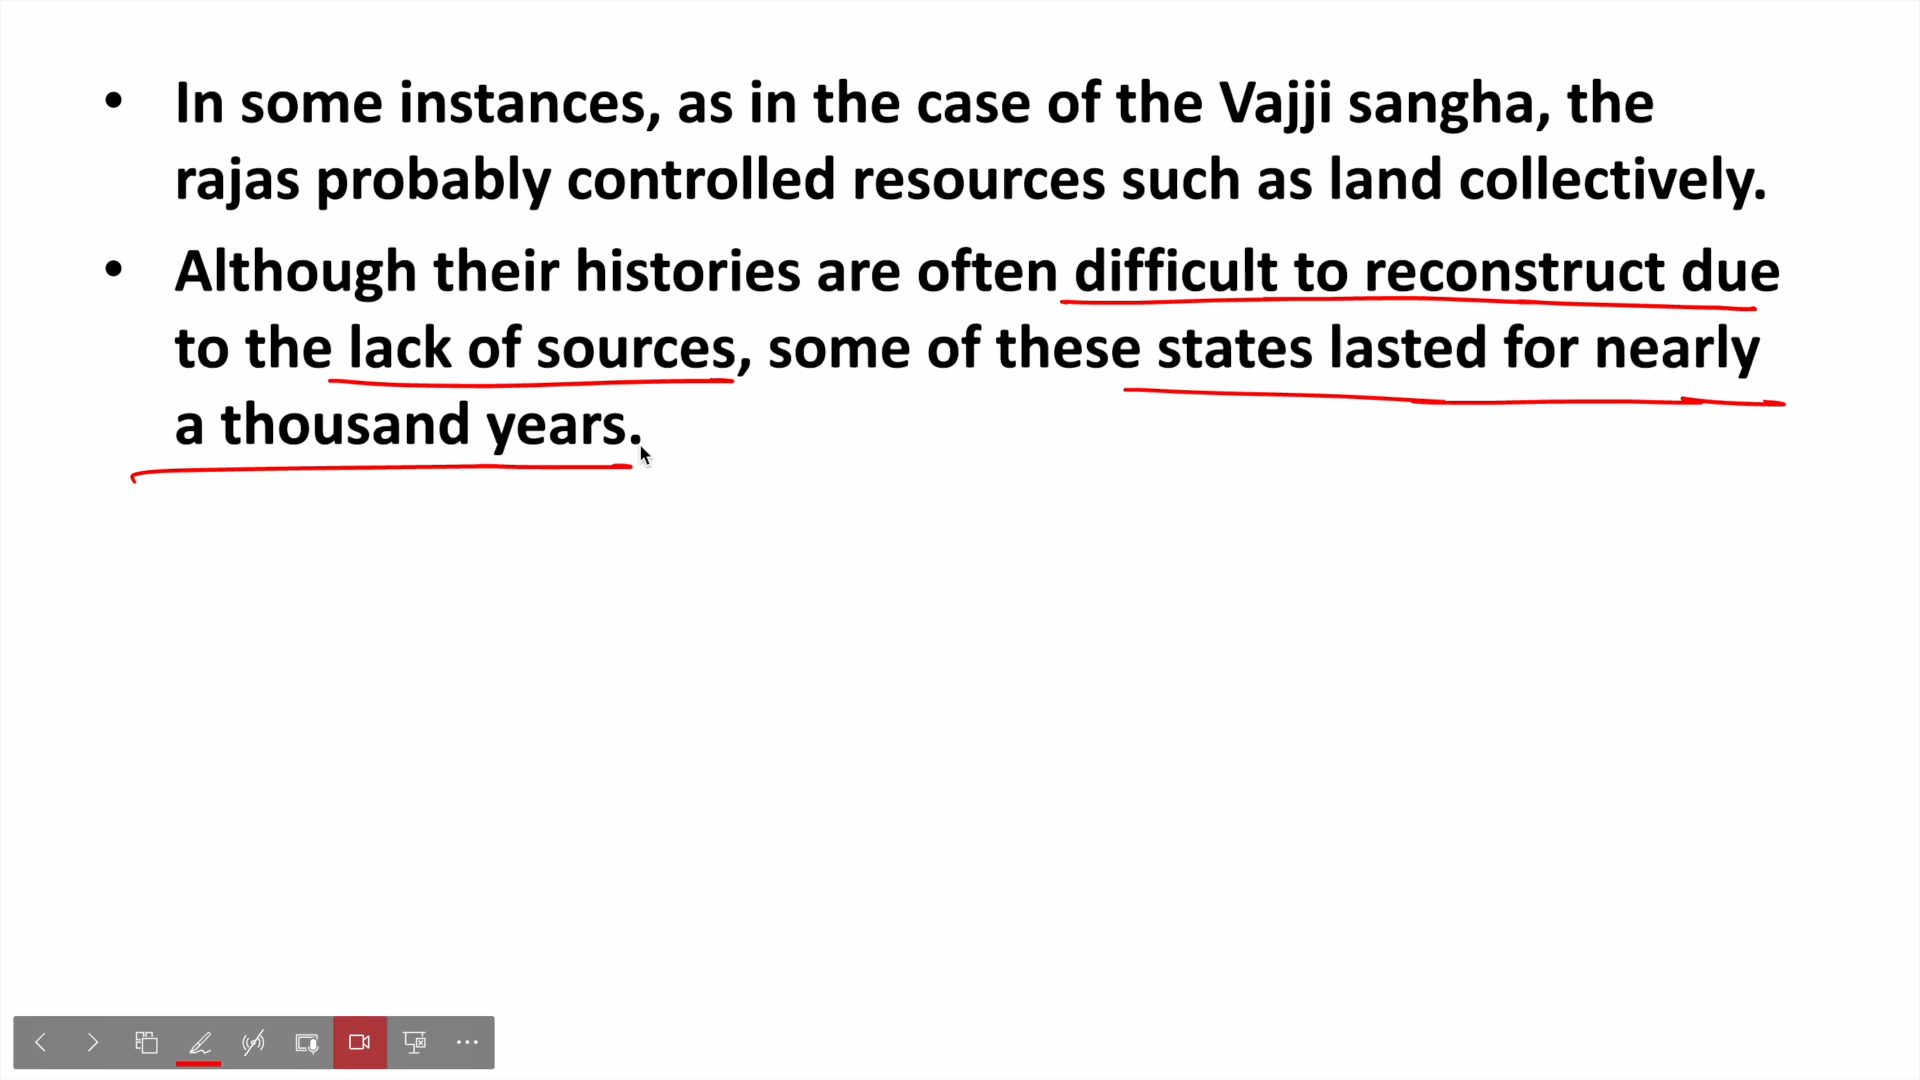 • In some instances, as in the case of the Vajji sangha, the
rajas probably controlled resources such as land collectively.
• Although their histories are often difficult to reconstruct due
to the lack of sources, some of these states lasted for nearly
a thousand years.